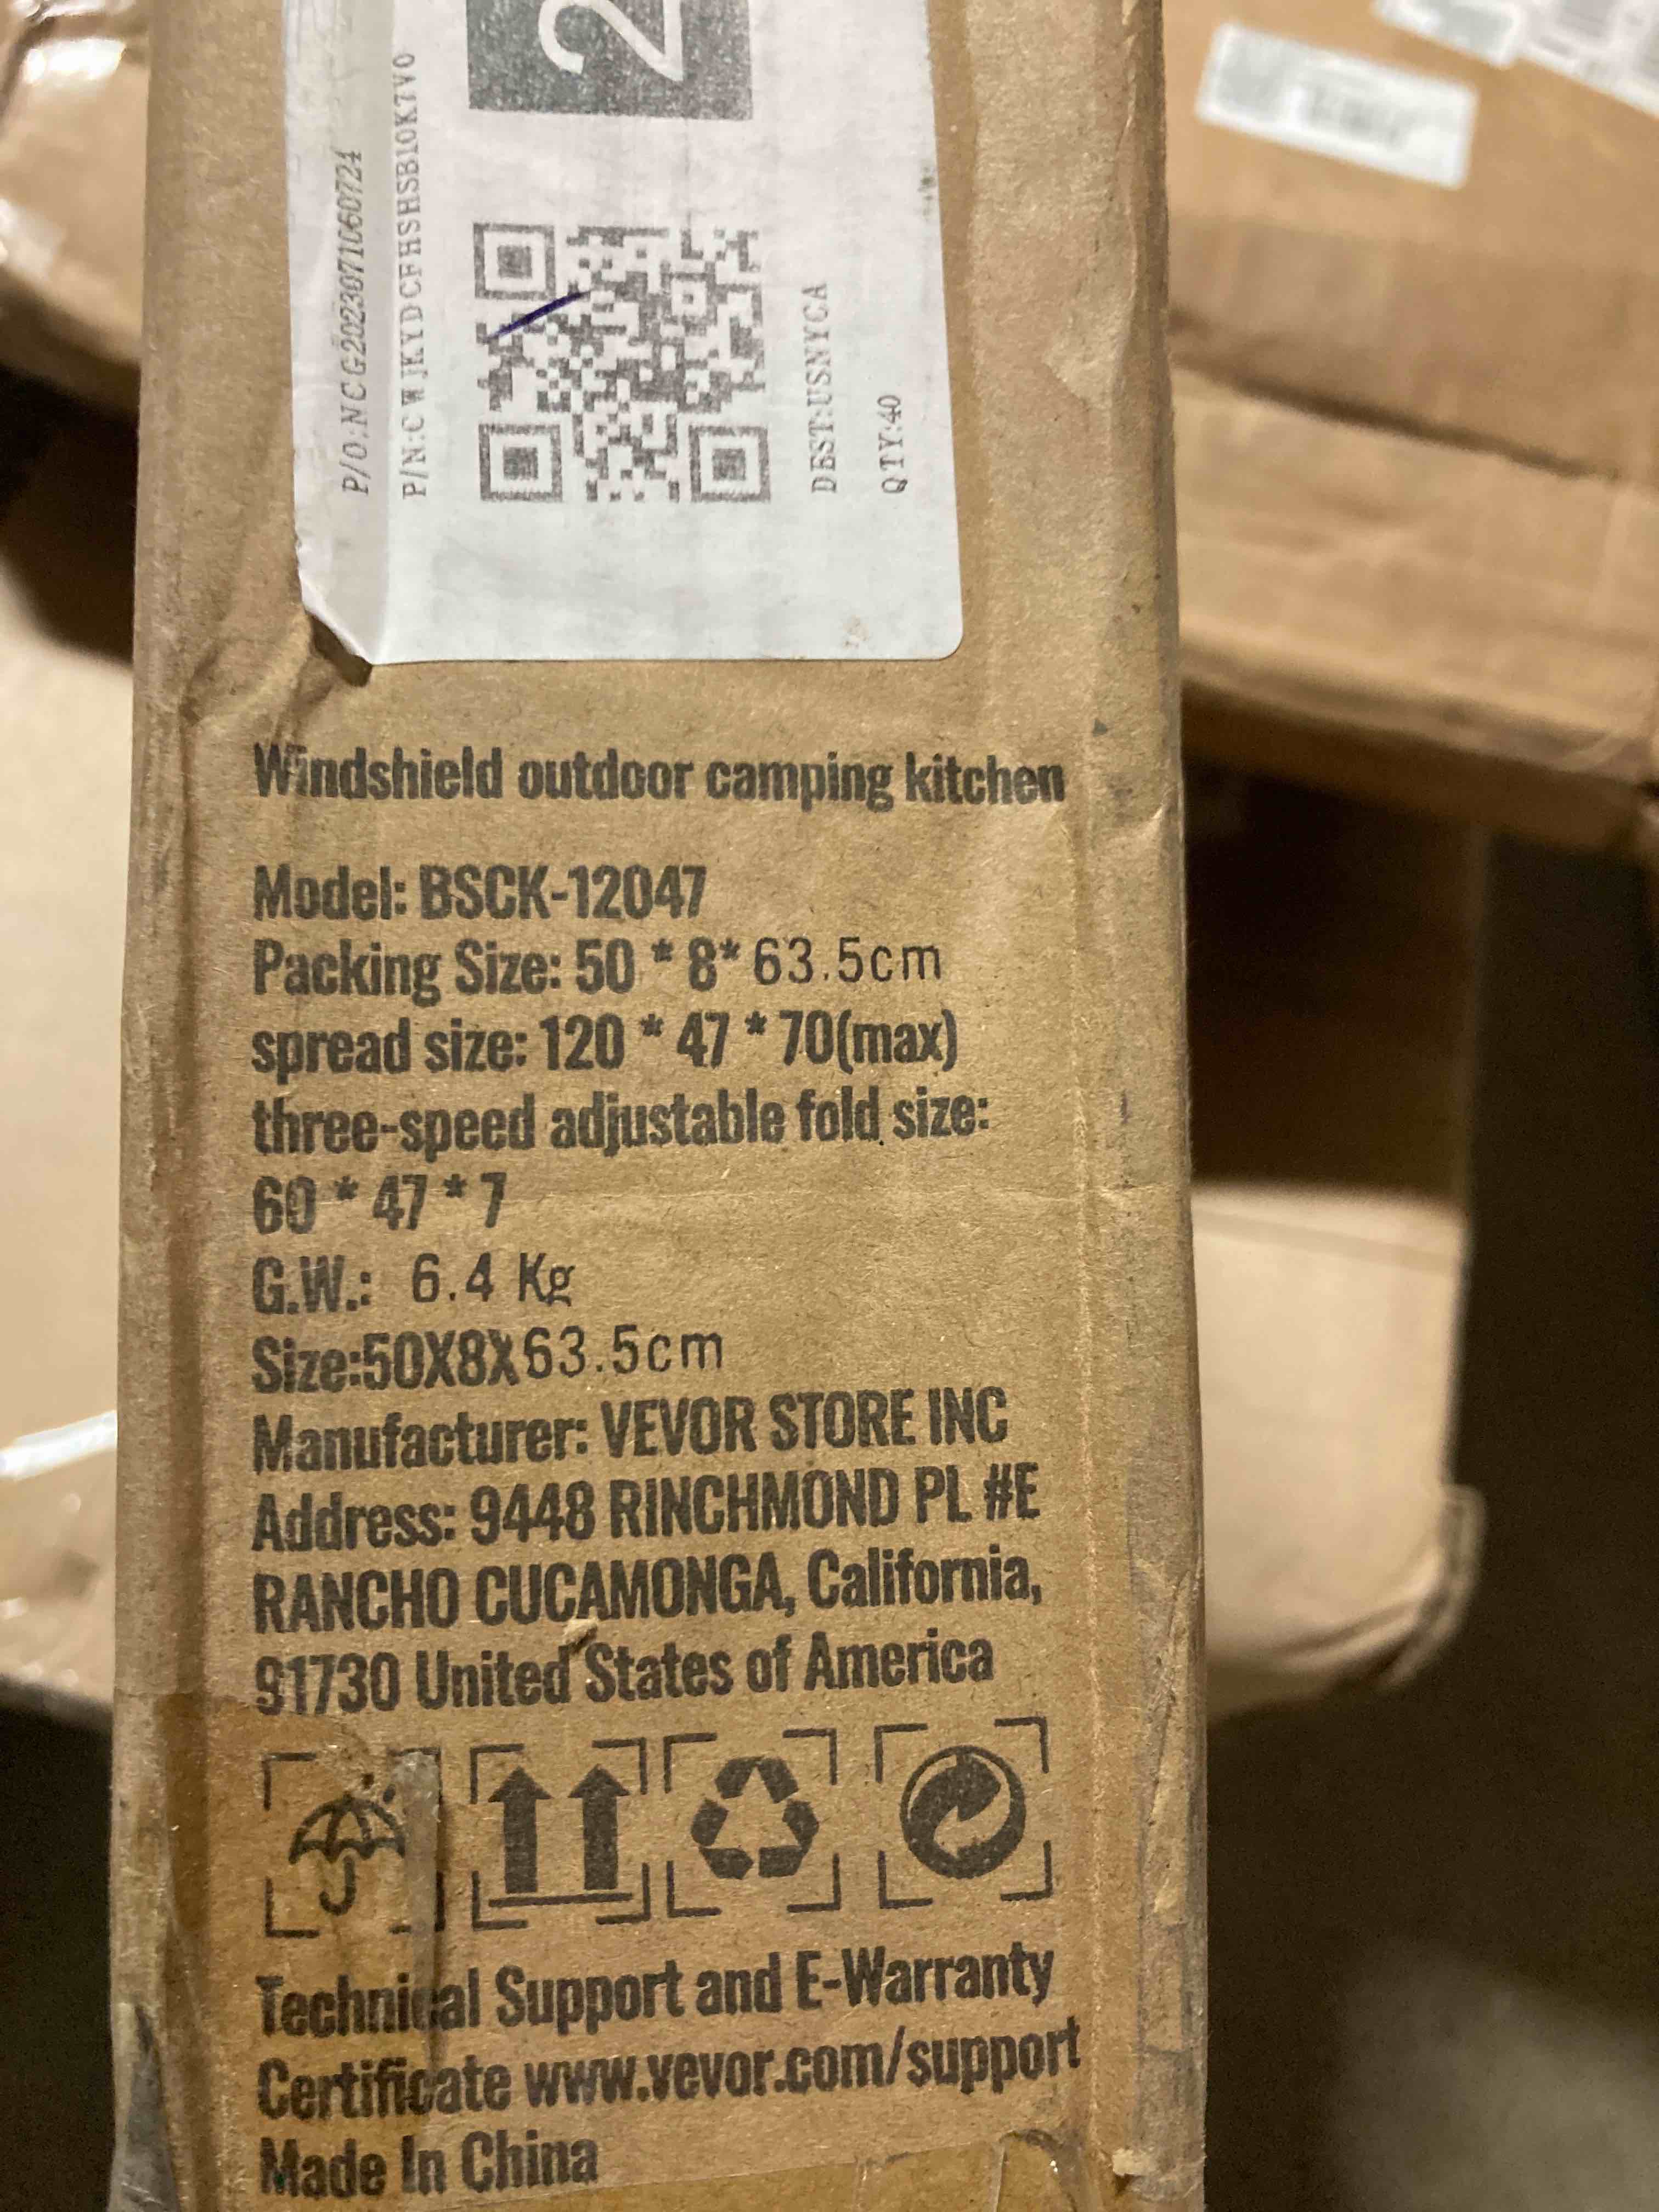 2
P/O:NCG2023071060724
P/N:CWJKYDCFHSHSB10K7V0
DEST:USNYCA
QTY:40
Windshield outdoor camping kitchen
Model: BSCK-12047
Packing Size: 50 * 8* 63.5cm
spread size: 120 * 47 * 70(max)
three-speed adjustable fold size:
60 * 47 * 7
G.W.: 6.4 Kg
Size:50X8X63.5cm
Manufacturer: VEVOR STORE INC
Address: 9448 RINCHMOND PL #E
RANCHO CUCAMONGA, California,
91730 United States of America
Technical Support and E-Warranty
Certificate www.vevor.com/support
Made In China